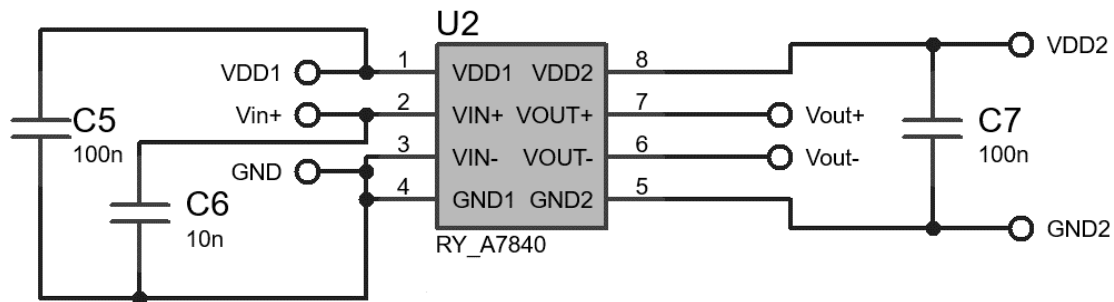 U2
VDD1
1
VDD1
VDD2
8
VDD2
Vin+
2
VIN+
VOUT+
7
Vout+
C5
100n
C7
100n
3
VIN-
VOUT-
6
Vout-
GND
4
GND1
GND2
5
C6
10n
RY_A7840
GND2